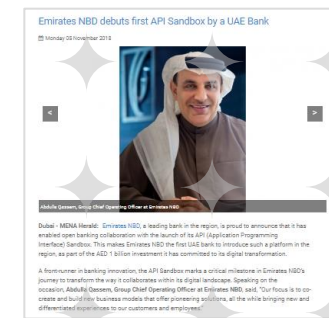 Emirates NBD debuts first API Sandbox by a UAE Bank
Monday 05 November 2018
<
>
Abdulla Qassem, Group Chief Operating Officer at Emirates NBD
Dubai - MENA Herald: Emirates NBD, a leading bank in the region, is proud to announce that it has
enabled open banking collaboration with the launch of its API (Application Programming
Interface) Sandbox. This makes Emirates NBD the first UAE bank to introduce such a platform in the
region, as part of the AED 1 billion investment it has committed to its digital transformation.
A front-runner in banking innovation, the API Sandbox marks a critical milestone in Emirates NBD's
journey to transform the way it collaborates within its digital landscape. Speaking on the
occasion, Abdulla Qassem, Group Chief Operating Officer at Emirates NBD, said, "Our focus is to co-
create and build new business models that offer pioneering solutions, all the while bringing new and
differentiated experiences to our customers and employees."